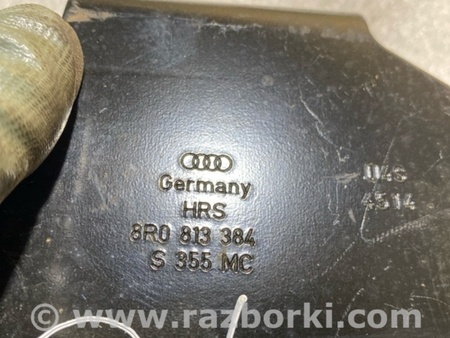 Germany
HRS
8R0 813 384
S 355 MC
4514
© www.razborki.com